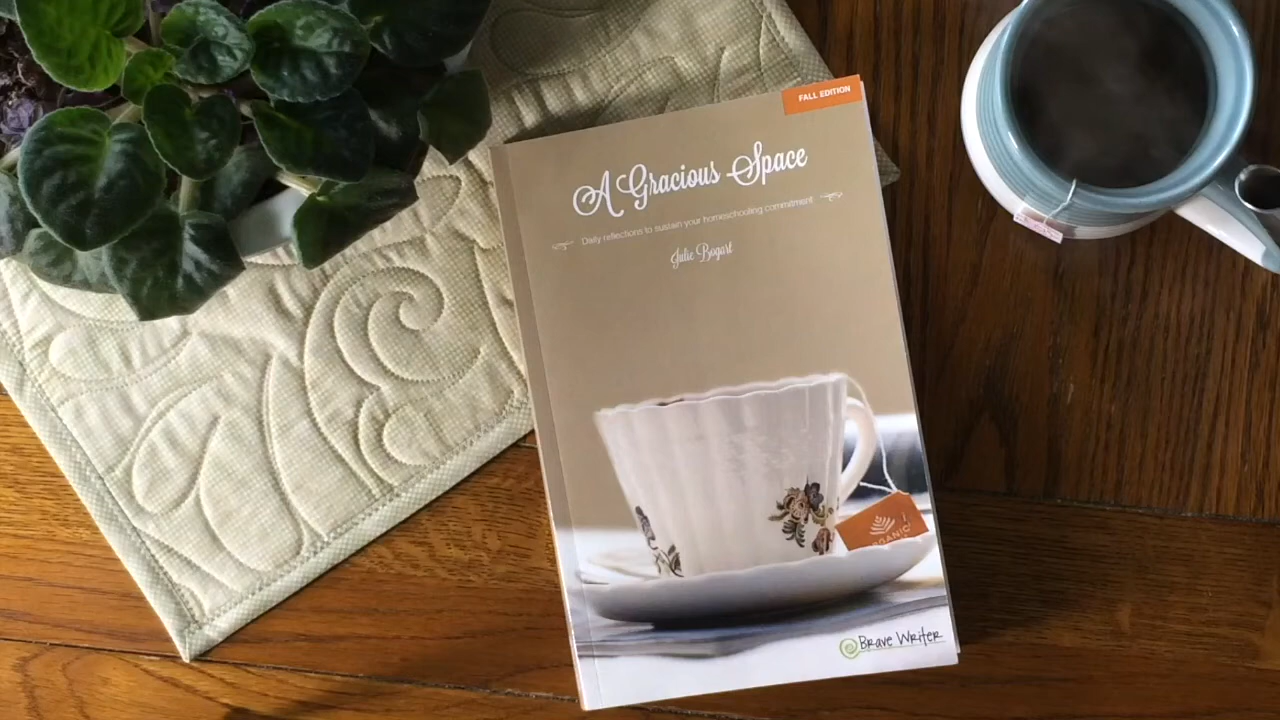 FALL EDITION
A Gracious Space
Daily reflections to sustain your homeschooling commitment
Julie Bogart
Brave Writer